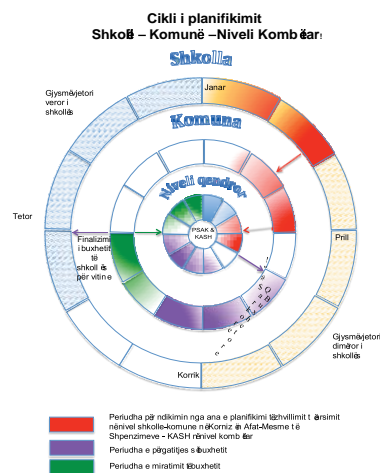 Cikli i planifikimit
Shkollë – Komunë – Niveli Kombëtar!
Shkolla
Gjysmëvjetori
veror i
shkollës
Janar
Komuna
Niveli qendror
Tetor
PSAK &
KASH
Prill
Finalizimi
i buxhetit
të
shkollës
për vitin e
Gjysmëvjetori
dimëror i
shkollës
Korrik
Periudha për ndikimin nga ana e planifikimi të zhvillimit të arsimit
në nivel shkolle-komune në Korniz ën Afat-Mesme të
Shpenzimeve - KASH në nivel kombëtar
Periudha e përgatitjes së buxhetit
Periudha e miratimit të buxhetit